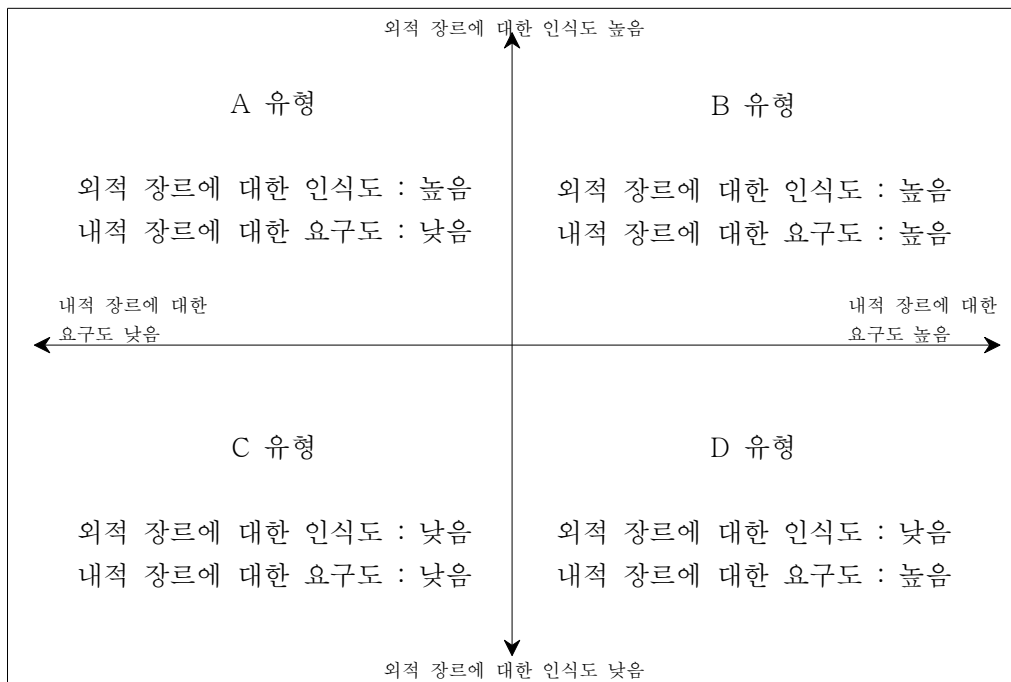 외적 장르에 대한 인식도 높음
A 유형
B 유형
외적 장르에 대한 인식도 : 높음
내적 장르에 대한 요구도 : 낮음
외적 장르에 대한 인식도 : 높음
내적 장르에 대한 요구도 : 높음
내적 장르에 대한
요구도 낮음
내적 장르에 대한
요구도 높음
C 유형
D 유형
외적 장르에 대한 인식도 : 낮음
내적 장르에 대한 요구도 : 낮음
외적 장르에 대한 인식도 : 낮음
내적 장르에 대한 요구도 : 높음
외적 장르에 대한 인식도 낮음